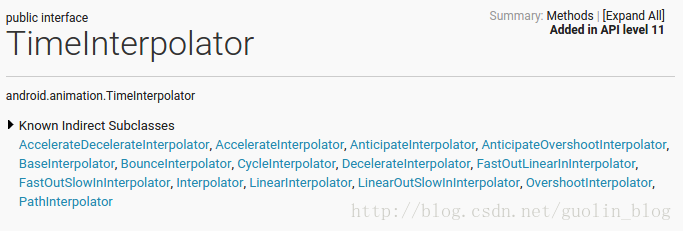 public interface
Summary: Methods | [Expand All]
TimeInterpolator
Added in API level 11
android.animation.TimeInterpolator
Known Indirect Subclasses
AccelerateDecelerateInterpolator, AccelerateInterpolator, AnticipateInterpolator, AnticipateOvershootInterpolator,
BaseInterpolator, BounceInterpolator, CycleInterpolator, DecelerateInterpolator, FastOutLinearInInterpolator,
FastOutSlowInInterpolator, Interpolator, LinearInterpolator, LinearOutSlowInInterpolator, OvershootInterpolator,
PathInterpolator
http://blog.csdn.net/guolin_blog